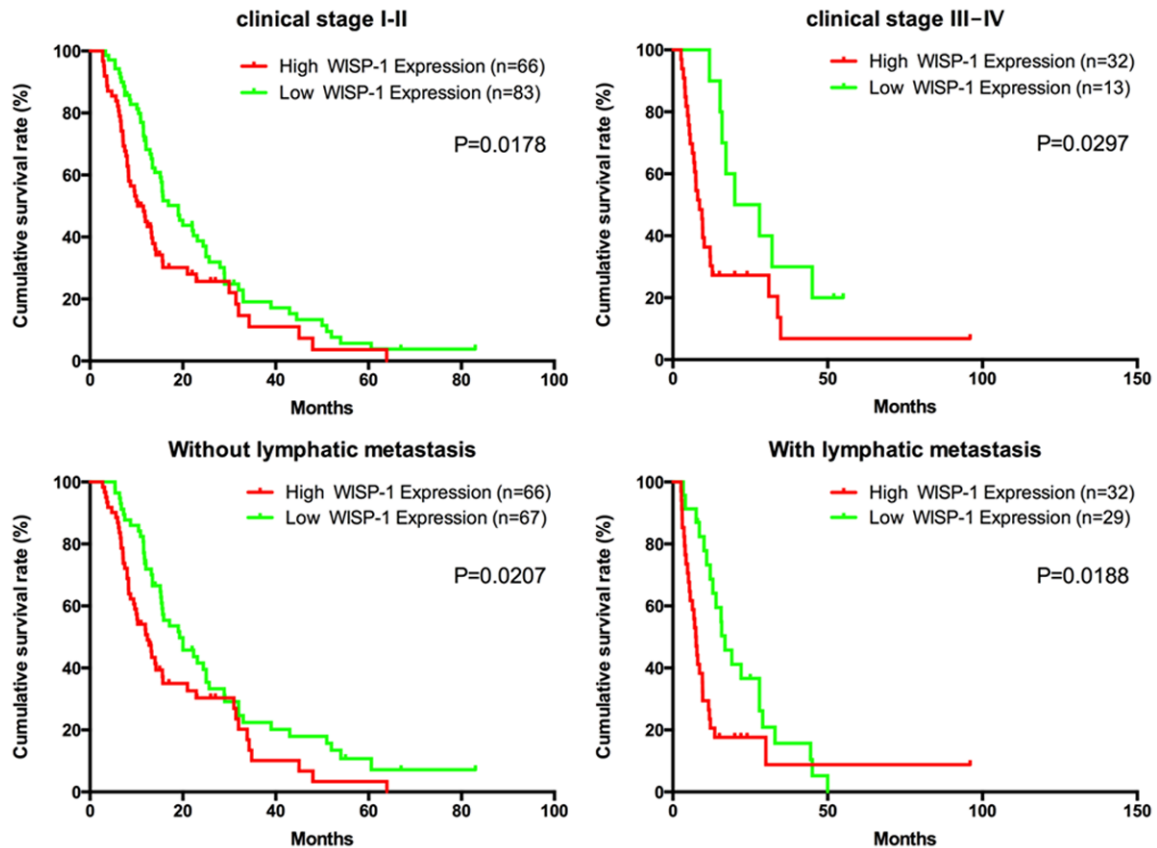 clinical stage I-II
High WISP-1 Expression (n=66)
Low WISP-1 Expression (n=83)
P=0.0178
Cumulative survival rate (%)
100
80
60
40
20
0
0 20 40 60 80 100
Months
clinical stage III−IV
High WISP-1 Expression (n=32)
Low WISP-1 Expression (n=13)
P=0.0297
Cumulative survival rate (%)
100
80
60
40
20
0
0 50 100 150
Months
Without lymphatic metastasis
High WISP-1 Expression (n=66)
Low WISP-1 Expression (n=67)
P=0.0207
Cumulative survival rate (%)
100
80
60
40
20
0
0 20 40 60 80 100
Months
With lymphatic metastasis
High WISP-1 Expression (n=32)
Low WISP-1 Expression (n=29)
P=0.0188
Cumulative survival rate (%)
100
80
60
40
20
0
0 50 100 150
Months